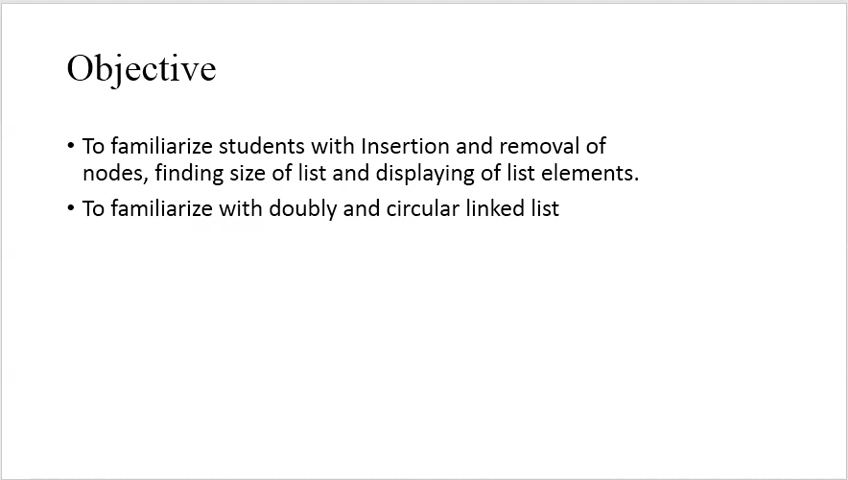 Objective
• To familiarize students with Insertion and removal of
nodes, finding size of list and displaying of list elements.
• To familiarize with doubly and circular linked list